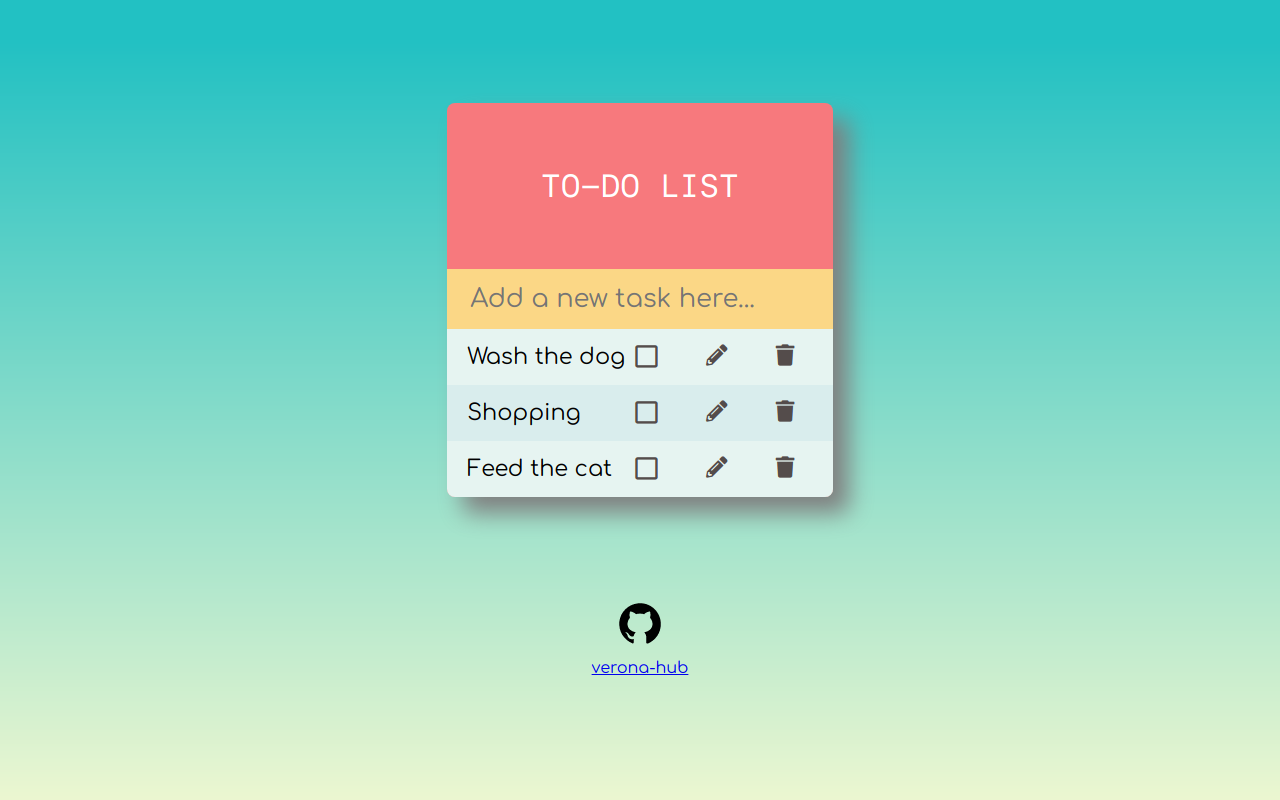 TO-DO LIST
Add a new task here...
Wash the dog
Shopping
Feed the cat
verona-hub